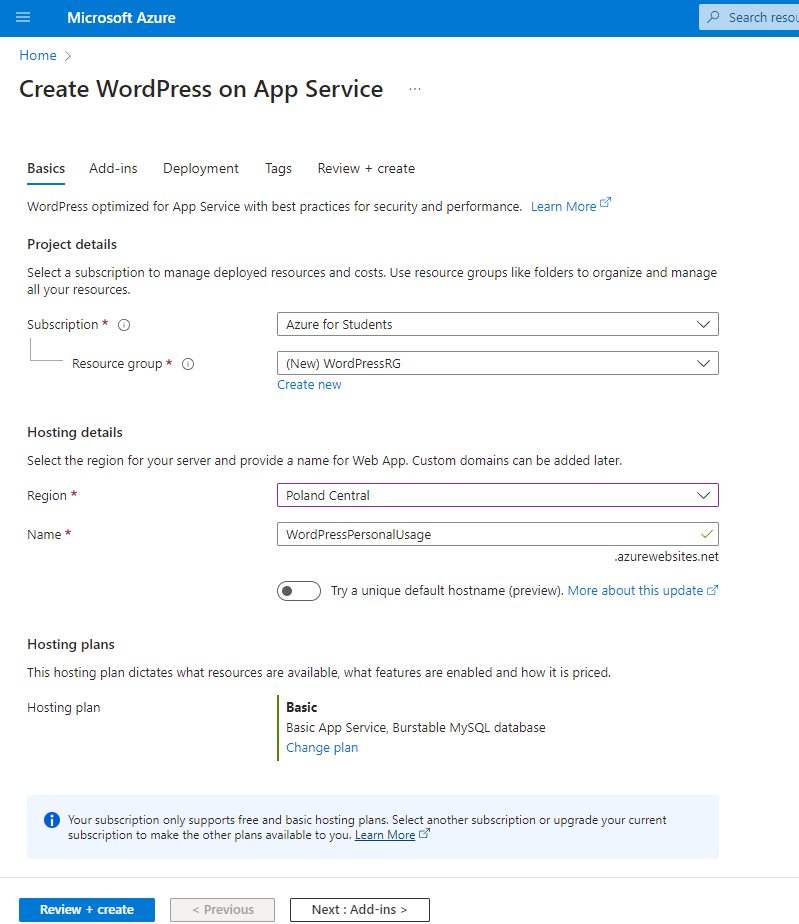 Microsoft Azure
Search resou
Home >
Create WordPress on App Service ...
Basics Add-ins Deployment Tags Review + create
WordPress optimized for App Service with best practices for security and performance. Learn More
Project details
Select a subscription to manage deployed resources and costs. Use resource groups like folders to organize and manage
all your resources.
Subscription *
Azure for Students
Resource group *
(New) WordPressRG
Create new
Hosting details
Select the region for your server and provide a name for Web App. Custom domains can be added later.
Region *
Poland Central
Name *
WordPressPersonalUsage
.azurewebsites.net
Try a unique default hostname (preview). More about this update
Hosting plans
This hosting plan dictates what resources are available, what features are enabled and how it is priced.
Hosting plan
Basic
Basic App Service, Burstable MySQL database
Change plan
Your subscription only supports free and basic hosting plans. Select another subscription or upgrade your current
subscription to make the other plans available to you. Learn More
Review + create
< Previous
Next : Add-ins >